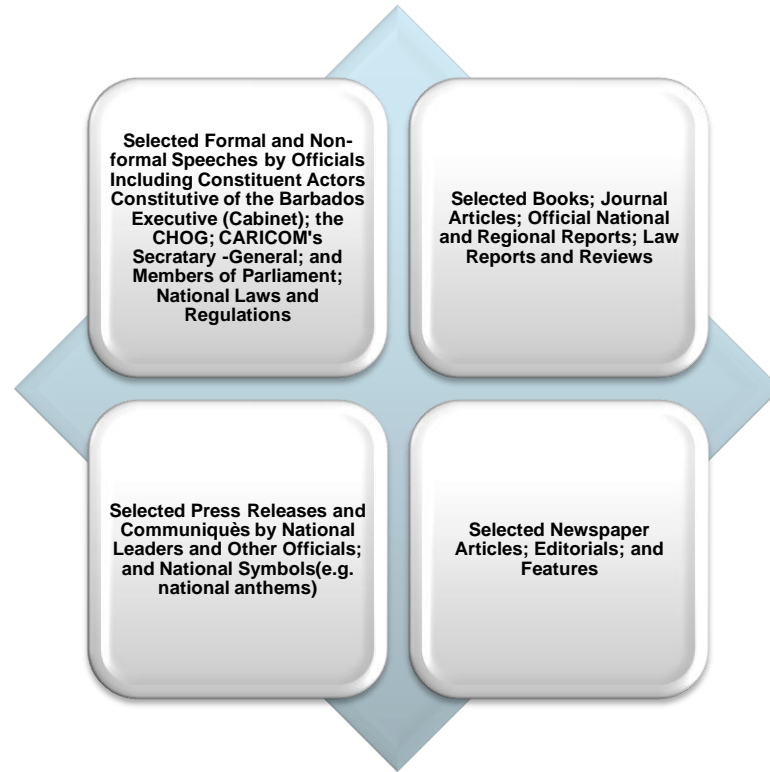 Selected Formal and Non-
formal Speeches by Officials
Including Constituent Actors
Constitutive of the Barbados
Executive (Cabinet); the
CHOG; CARICOM's
Secratary -General; and
Members of Parliament;
National Laws and
Regulations
Selected Books; Journal
Articles; Official National
and Regional Reports; Law
Reports and Reviews
Selected Press Releases and
Communiquès by National
Leaders and Other Officials;
and National Symbols(e.g.
national anthems)
Selected Newspaper
Articles; Editorials; and
Features